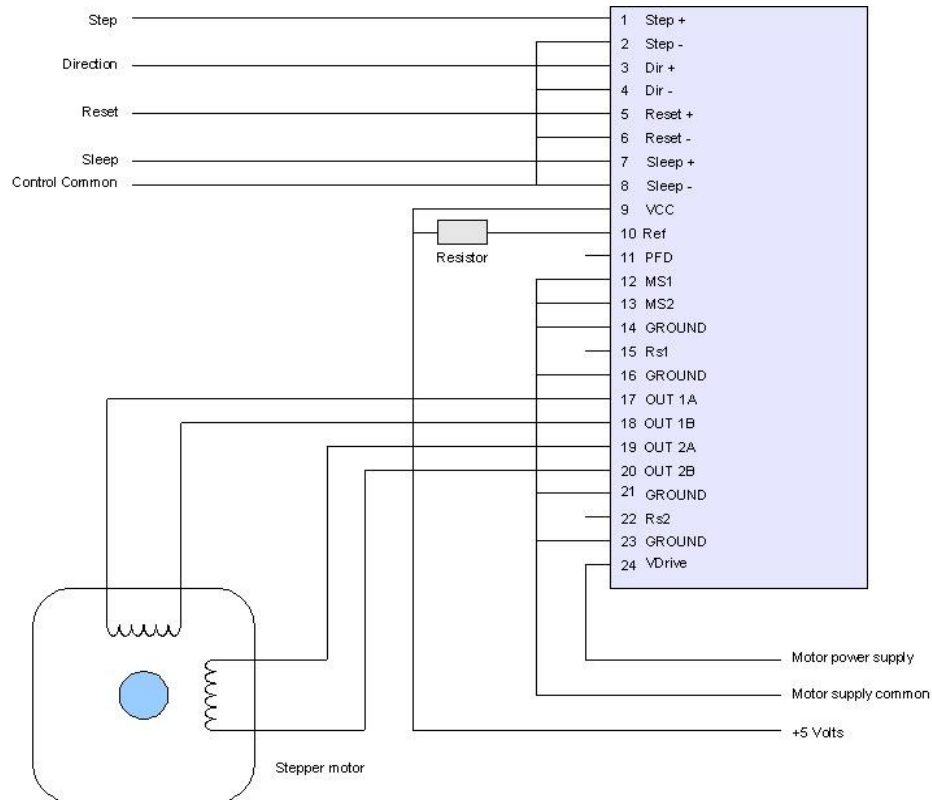 Step
Direction
Reset
Sleep
Control Common
1 Step +
2 Step -
3 Dir +
4 Dir -
5 Reset +
6 Reset -
7 Sleep +
8 Sleep -
9 VCC
10 Ref
11 PFD
12 MS1
13 MS2
14 GROUND
15 Rs1
16 GROUND
17 OUT 1A
18 OUT 1B
19 OUT 2A
20 OUT 2B
21 GROUND
22 Rs2
23 GROUND
24 VDrive
Resistor
Motor power supply
Motor supply common
+5 Volts
Stepper motor